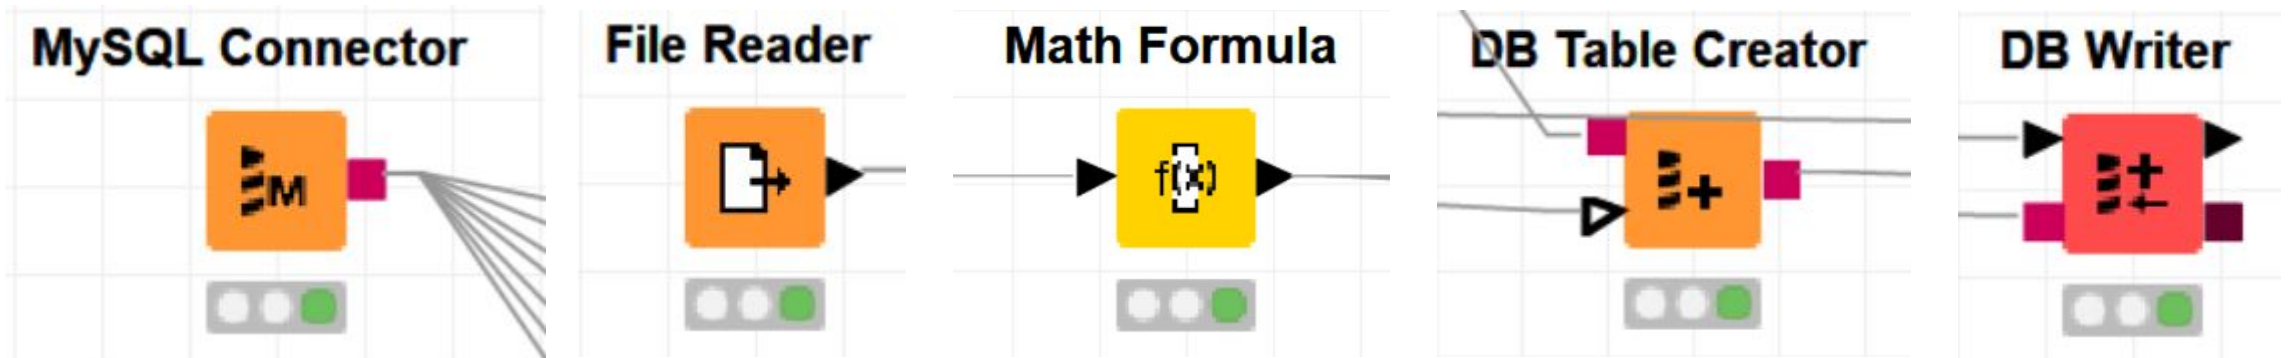 MySQL Connector
File Reader
Math Formula
DB Table Creator
DB Writer
M
f(x)